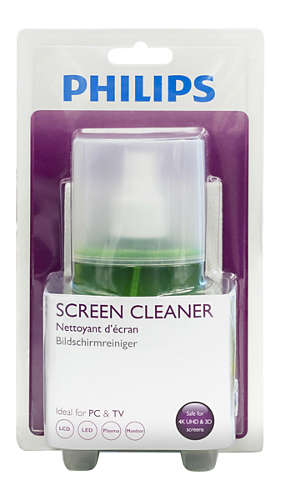 PHILIPS
SCREEN CLEANER
Nettoyant d'écran
Bildschirmreiniger
Ideal for PC & TV
LCD
LED
Plasma
Monitor
Safe for
4K UHD & 3D
screens